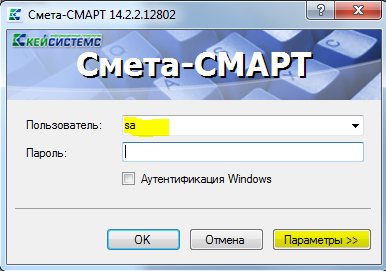 Смета-СМАРТ 14.2.2.12802
КЕЙСИСТЕМС
Смета-СМАРТ
Пользователь:
sa
Пароль:
Аутентификация Windows
OK
Отмена
Параметры >>